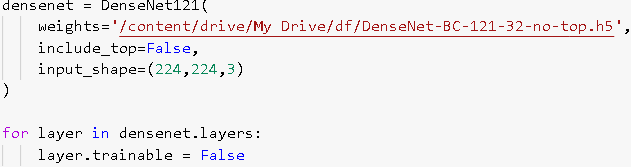 densenet = DenseNet121(
    weights='/content/drive/My Drive/df/DenseNet-BC-121-32-no-top.h5',
    include_top=False,
    input_shape=(224,224,3)
)
for layer in densenet.layers:
    layer.trainable = False